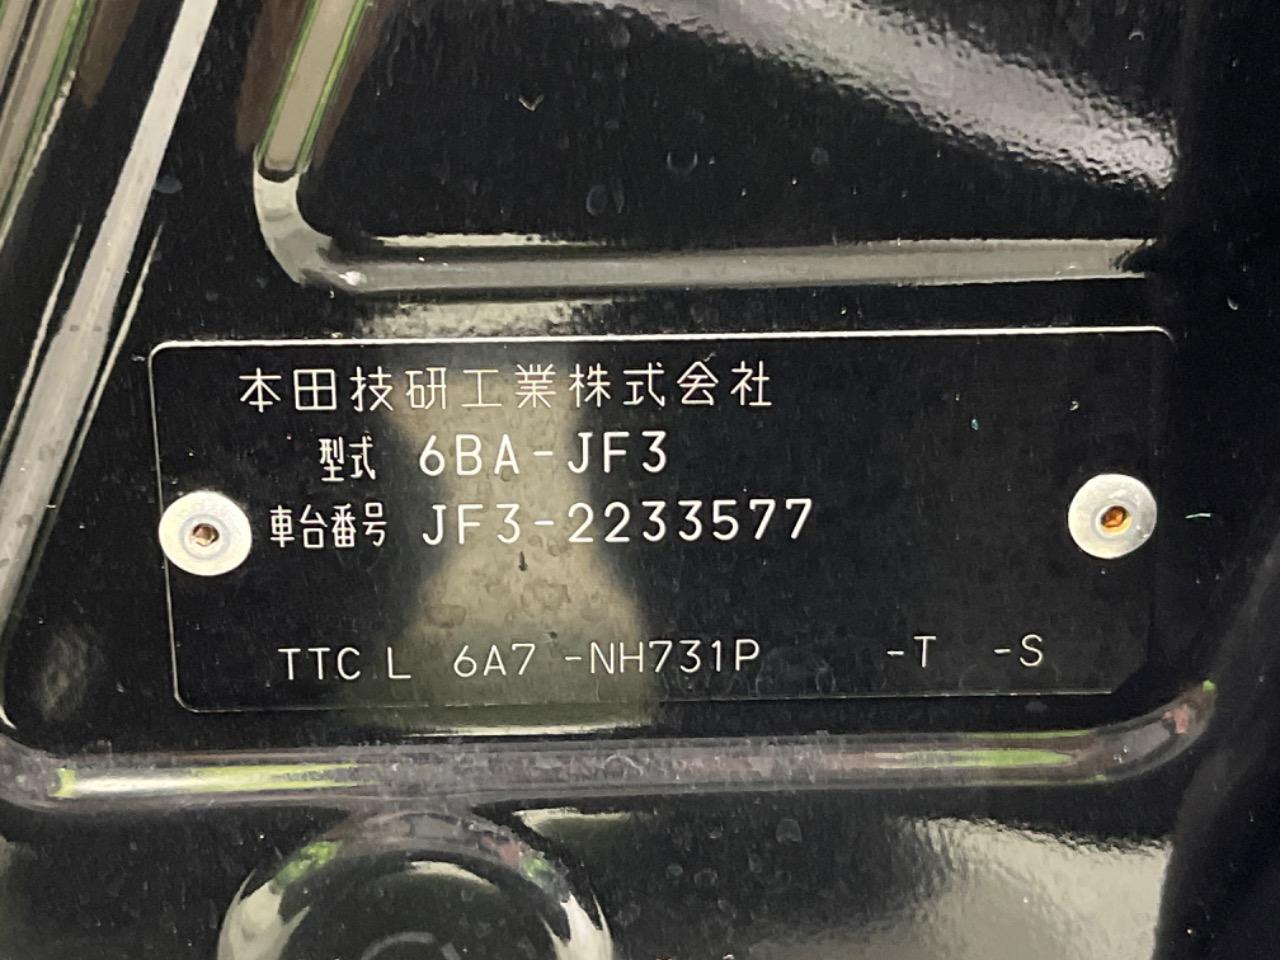 本田技研工業株式会社
型式 6BA-JF3
車台番号 JF3-2233577
TTC L 6A7 -NH731P -T -S